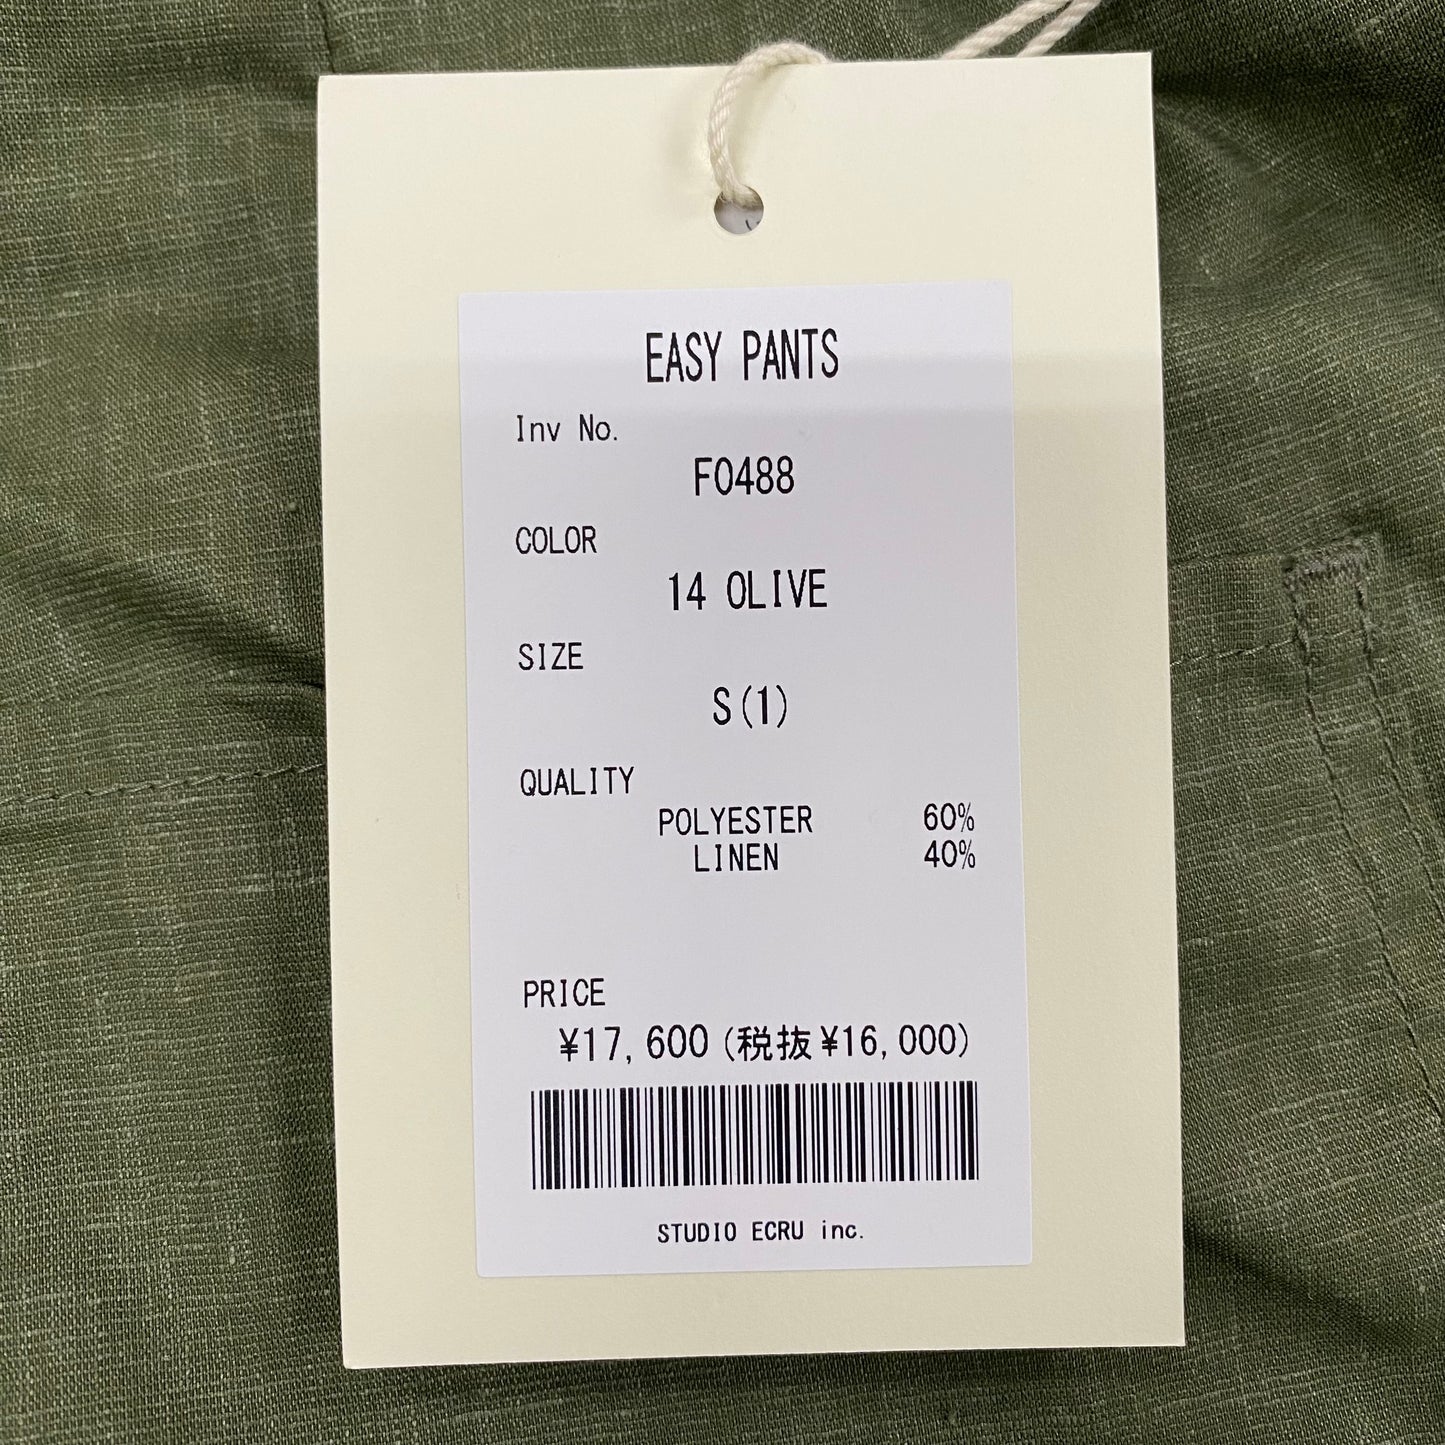 EASY PANTS
Inv No.
F0488
COLOR
14 OLIVE
SIZE
S(1)
QUALITY
POLYESTER 60%
LINEN 40%
PRICE
¥17,600(税抜¥16,000)
STUDIO ECRU inc.